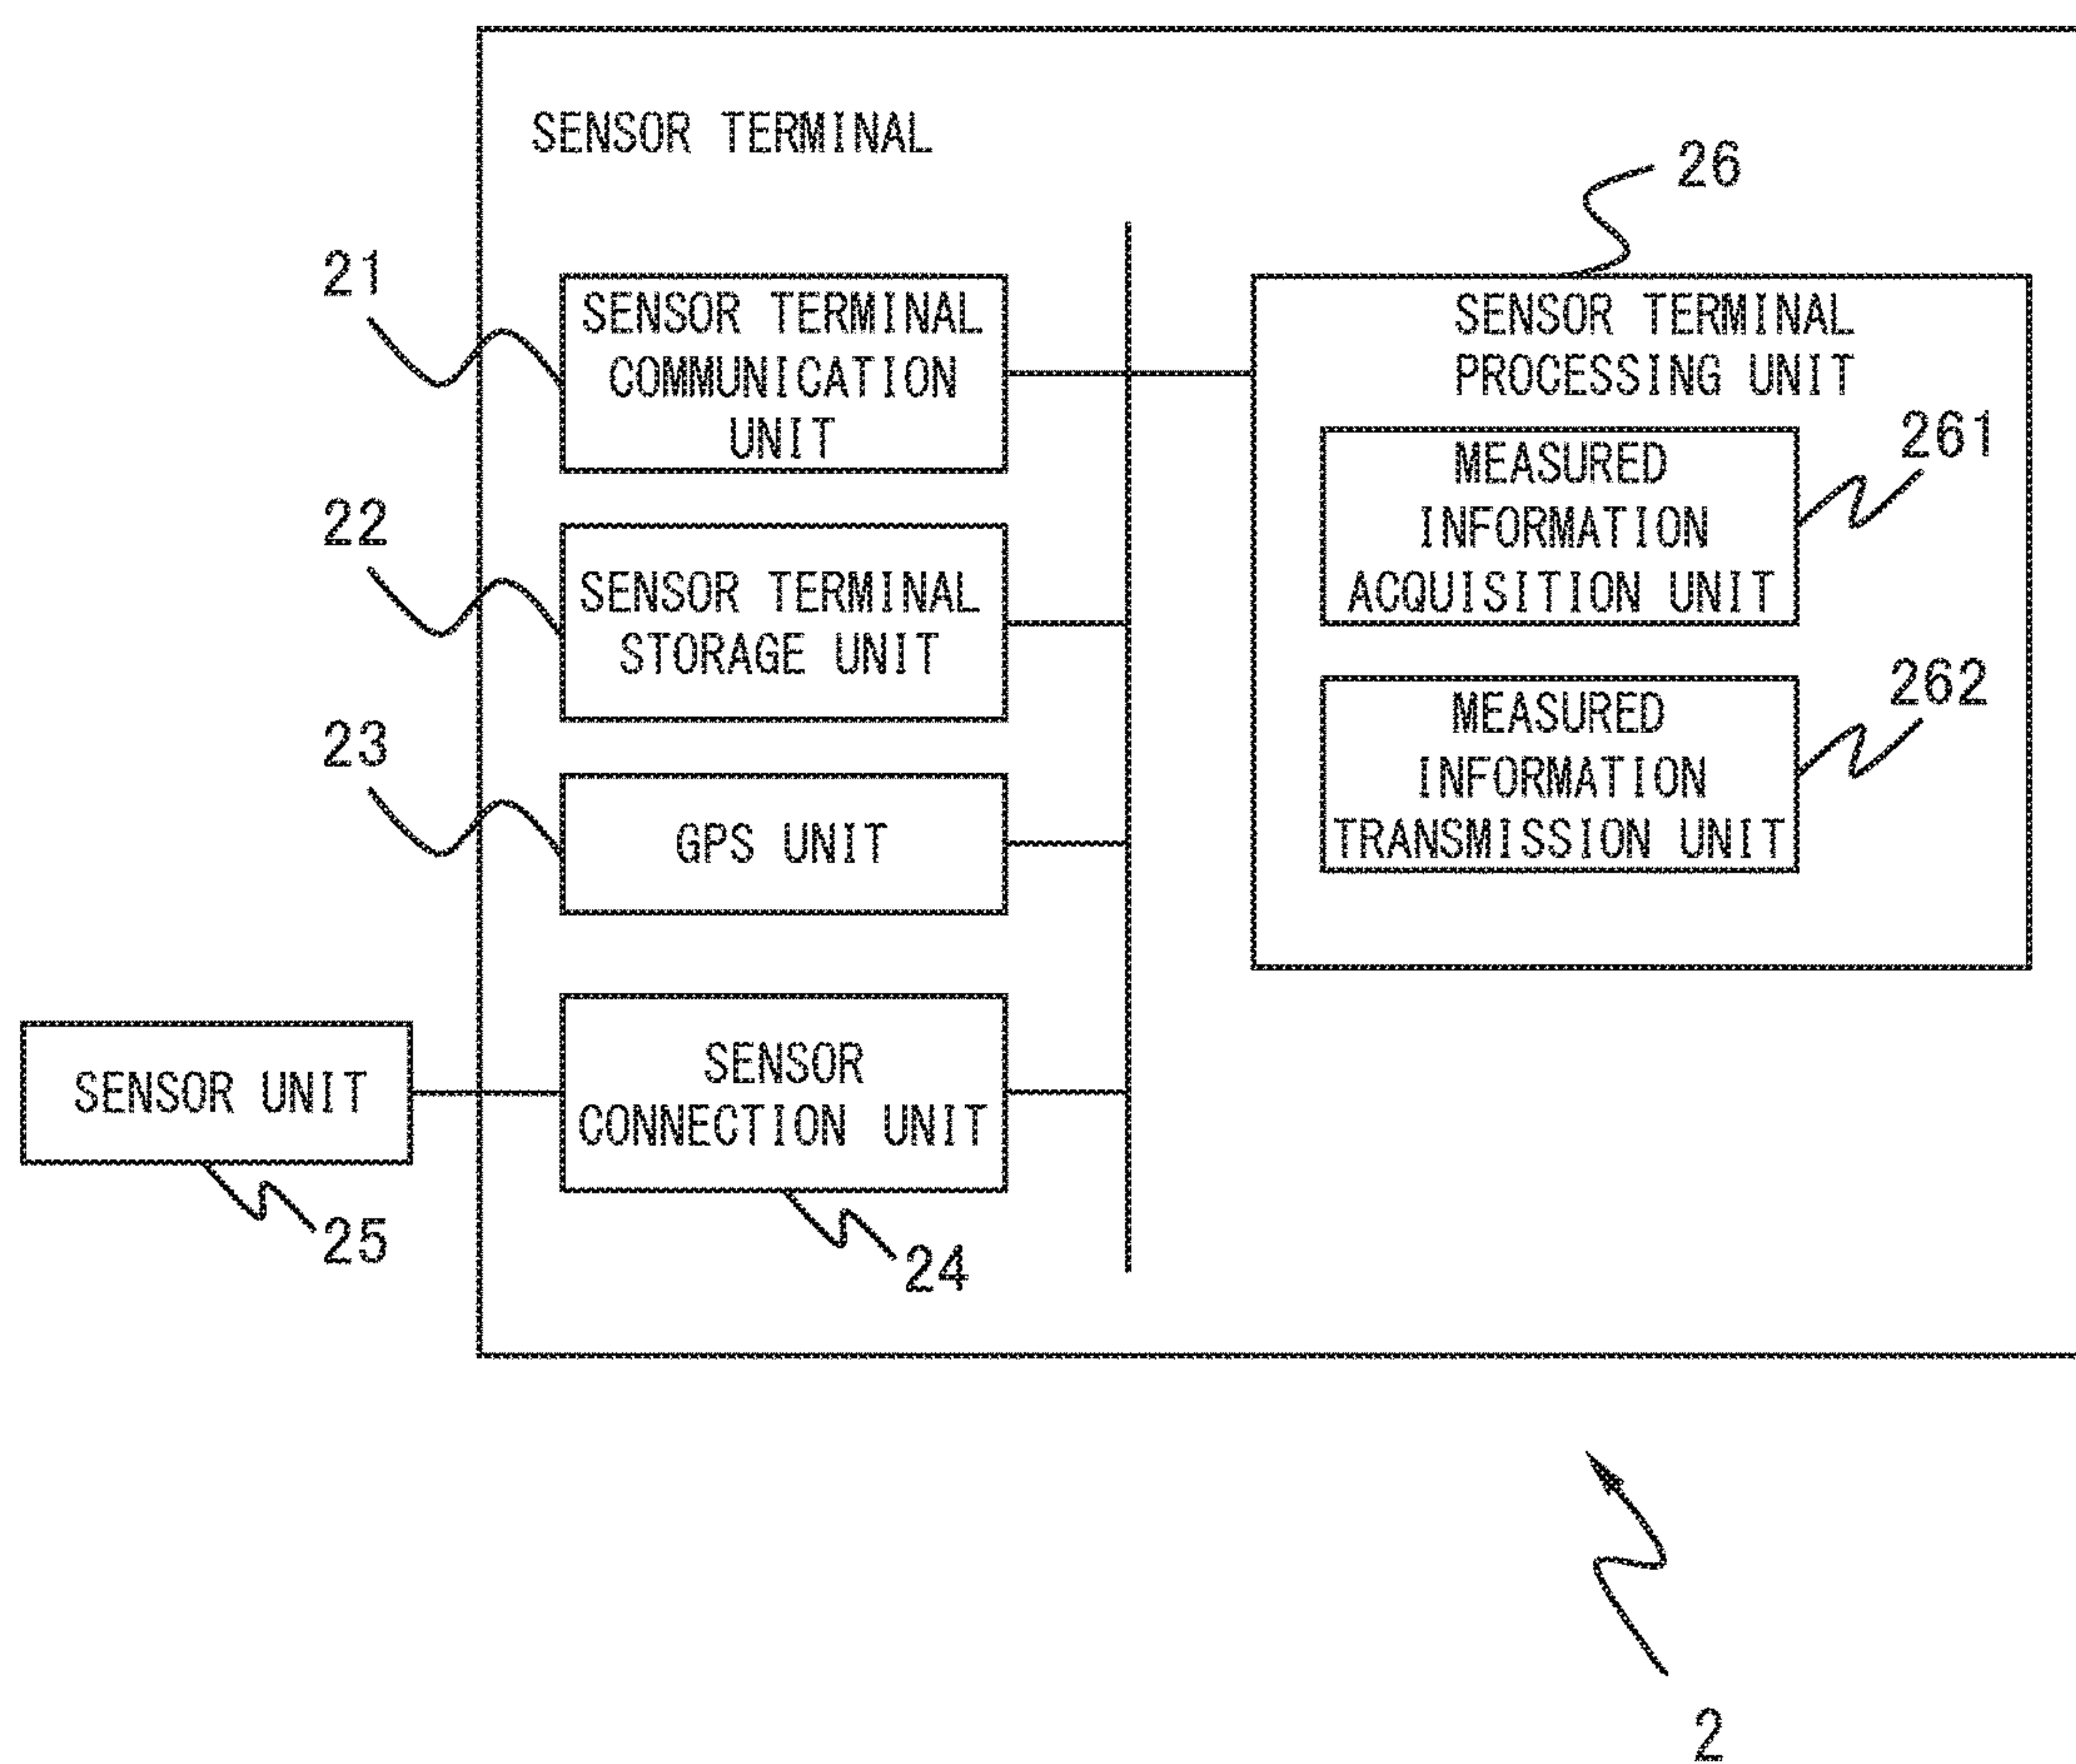 SENSOR TERMINAL
26
21
SENSOR TERMINAL
COMMUNICATION
UNIT
SENSOR TERMINAL
PROCESSING UNIT
261
MEASURED
INFORMATION
ACQUISITION UNIT
22
SENSOR TERMINAL
STORAGE UNIT
262
MEASURED
INFORMATION
TRANSMISSION UNIT
23
GPS UNIT
SENSOR UNIT
25
SENSOR
CONNECTION UNIT
24
2